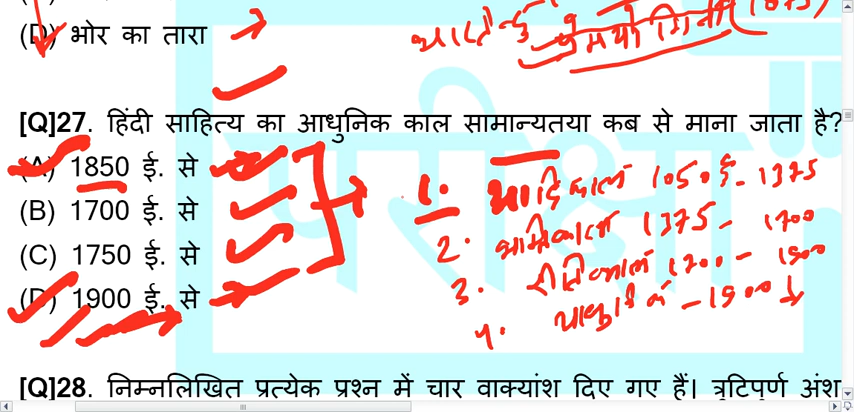 (D) भोर का तारा
[Q]27. हिंदी साहित्य का आधुनिक काल सामान्यतया कब से माना जाता है?
(A) 1850 ई. से
(B) 1700 ई. से
(C) 1750 ई. से
(D) 1900 ई. से
1. आदिकाल 1050 ई. - 1375
2. भक्तिकाल 1375 - 1700
3. रीतिकाल 1700 - 1900
4. आधुनिक - 1900 से
[Q]28. निम्नलिखित प्रत्येक प्रश्न में चार वाक्यांश दिए गए हैं। त्रुटिपूर्ण अंश